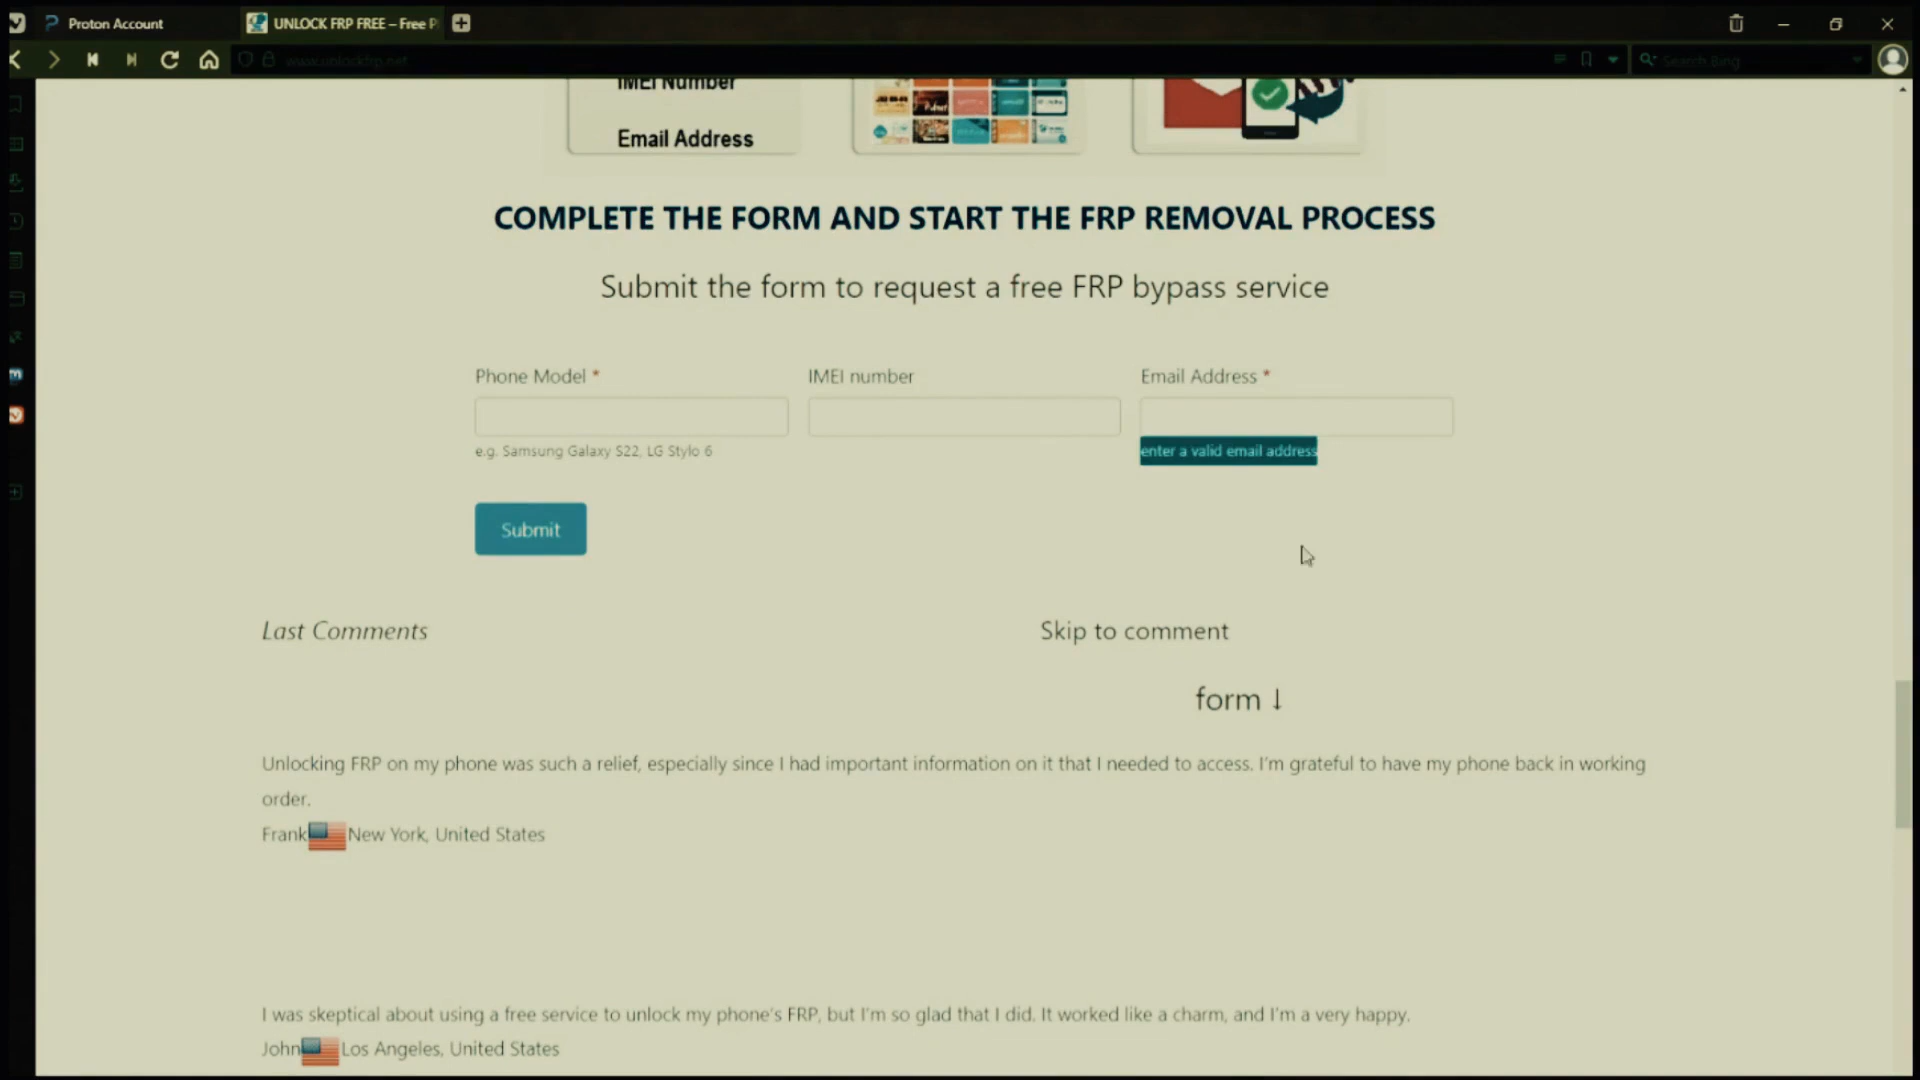 Proton Account
UNLOCK FRP FREE – Free P
www.unlockfrp.net
Search Bing
IMEI Number
Email Address
COMPLETE THE FORM AND START THE FRP REMOVAL PROCESS
Submit the form to request a free FRP bypass service
Phone Model *
IMEI number
Email Address *
e.g. Samsung Galaxy S22, LG Stylo 6
enter a valid email address
Submit
Last Comments
Skip to comment
form ↓
Unlocking FRP on my phone was such a relief, especially since I had important information on it that I needed to access. I'm grateful to have my phone back in working
order.
Frank New York, United States
I was skeptical about using a free service to unlock my phone's FRP, but I'm so glad that I did. It worked like a charm, and I'm a very happy.
John Los Angeles, United States